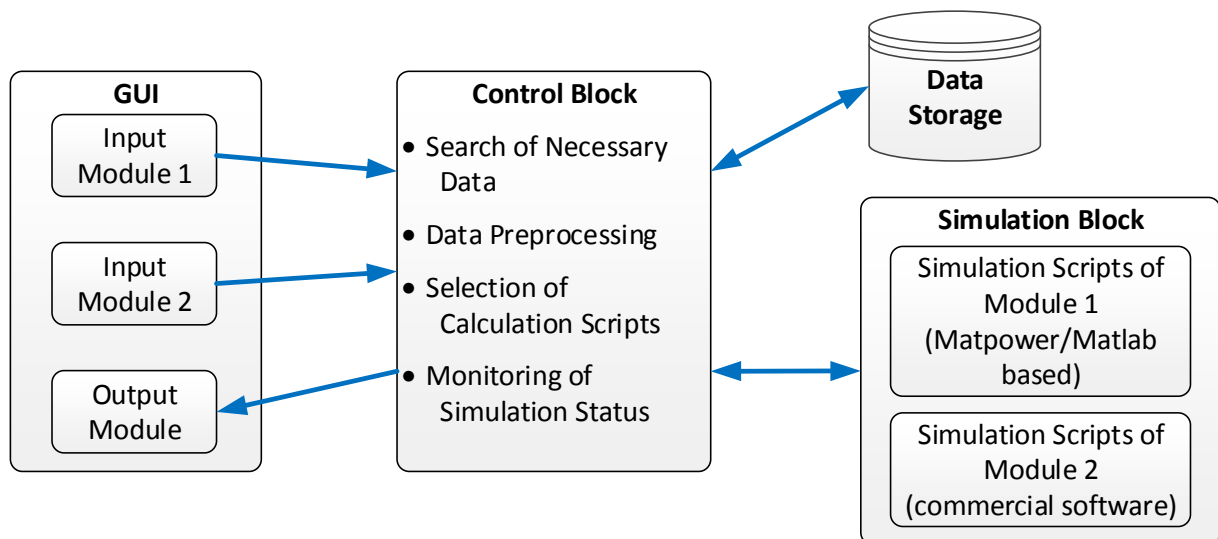 GUI
Input
Module 1
Input
Module 2
Output
Module
Control Block
• Search of Necessary
Data
• Data Preprocessing
• Selection of
Calculation Scripts
• Monitoring of
Simulation Status
Data
Storage
Simulation Block
Simulation Scripts of
Module 1
(Matpower/Matlab
based)
Simulation Scripts of
Module 2
(commercial software)